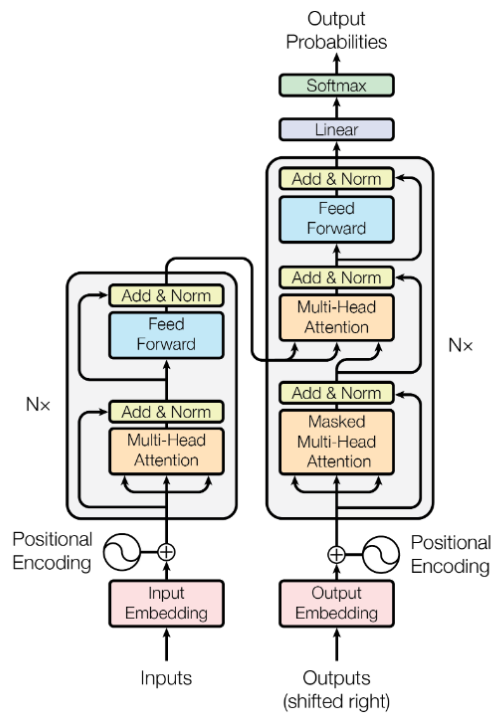 Output
Probabilities
Softmax
Linear
Add & Norm
Feed
Forward
Add & Norm
Multi-Head
Attention
Add & Norm
Masked
Multi-Head
Attention
N×
Add & Norm
Feed
Forward
Add & Norm
Multi-Head
Attention
N×
Positional
Encoding
Positional
Encoding
Input
Embedding
Output
Embedding
Inputs
Outputs
(shifted right)